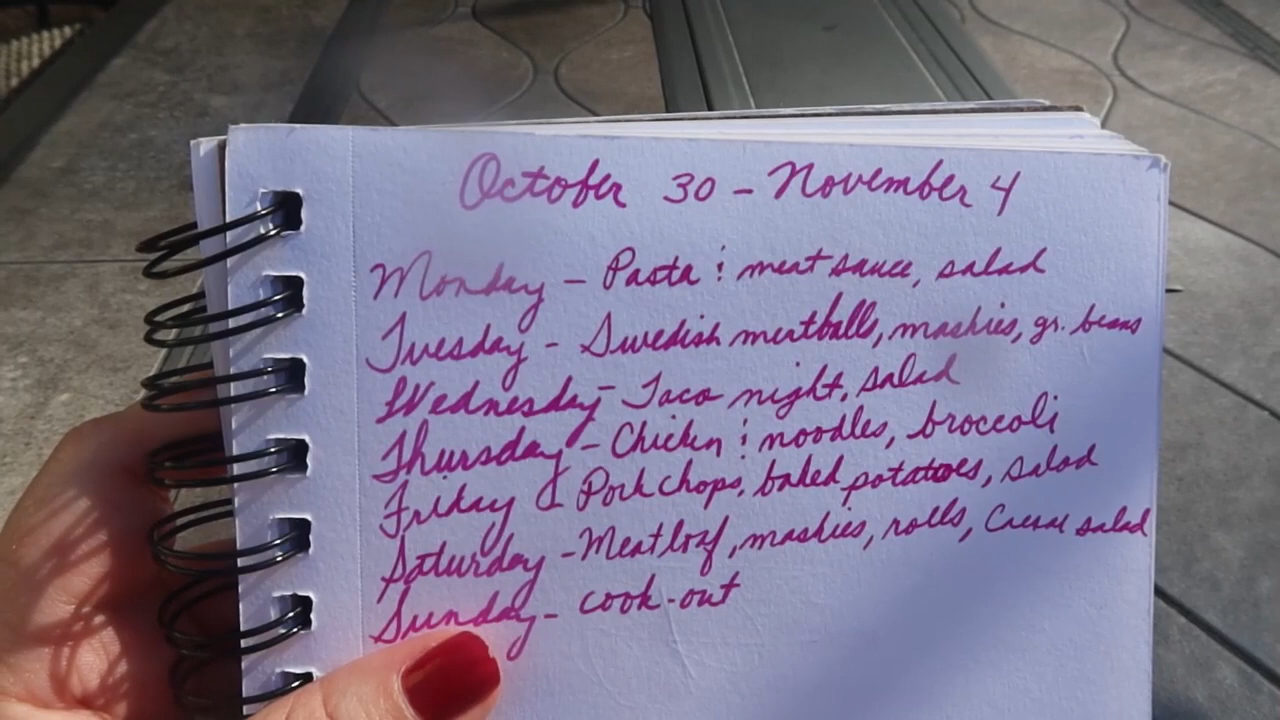 October 30 - November 4
Monday - Pasta & meat sauce, salad
Tuesday - Swedish meatballs, mashies, gr. beans
Wednesday - Taco night, salad
Thursday - Chicken & noodles, broccoli
Friday - Pork chops, baked potatoes, salad
Saturday - Meatloaf, mashies, rolls, Caesar salad
Sunday - cook-out